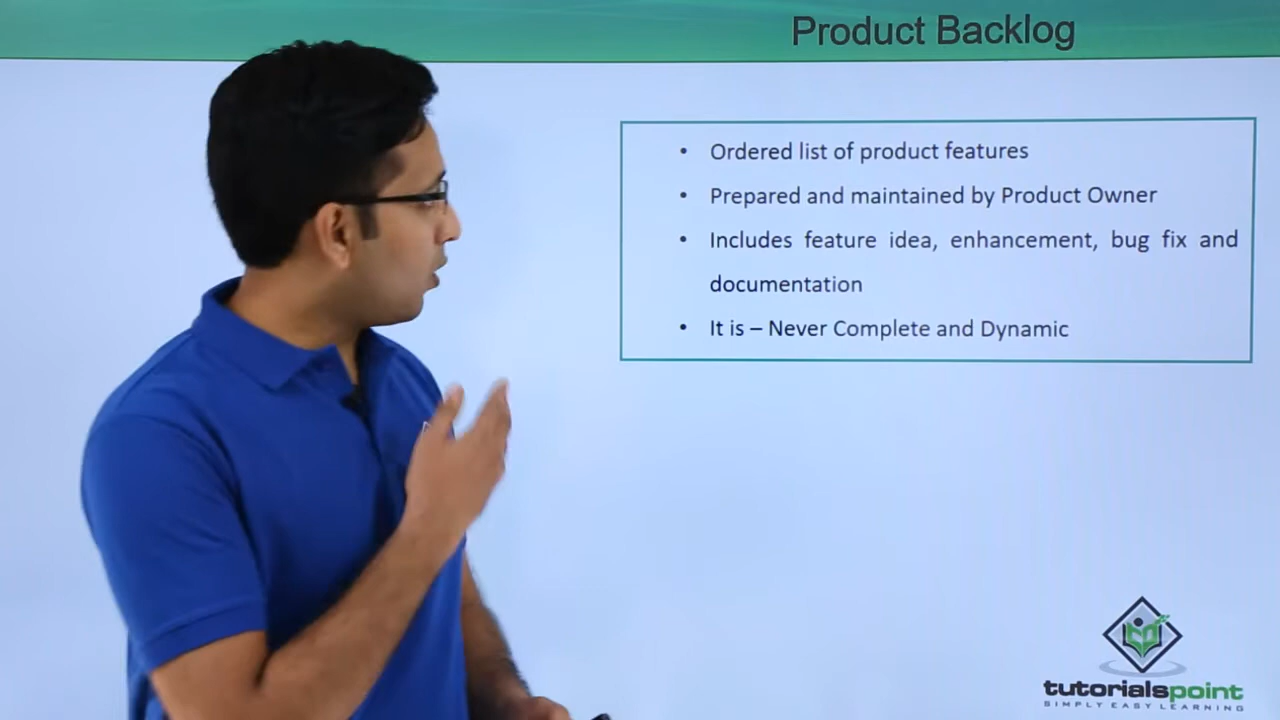 Product Backlog
• Ordered list of product features
• Prepared and maintained by Product Owner
• Includes feature idea, enhancement, bug fix and
documentation
• It is – Never Complete and Dynamic
tutorialspoint
SIMPLY EASY LEARNING